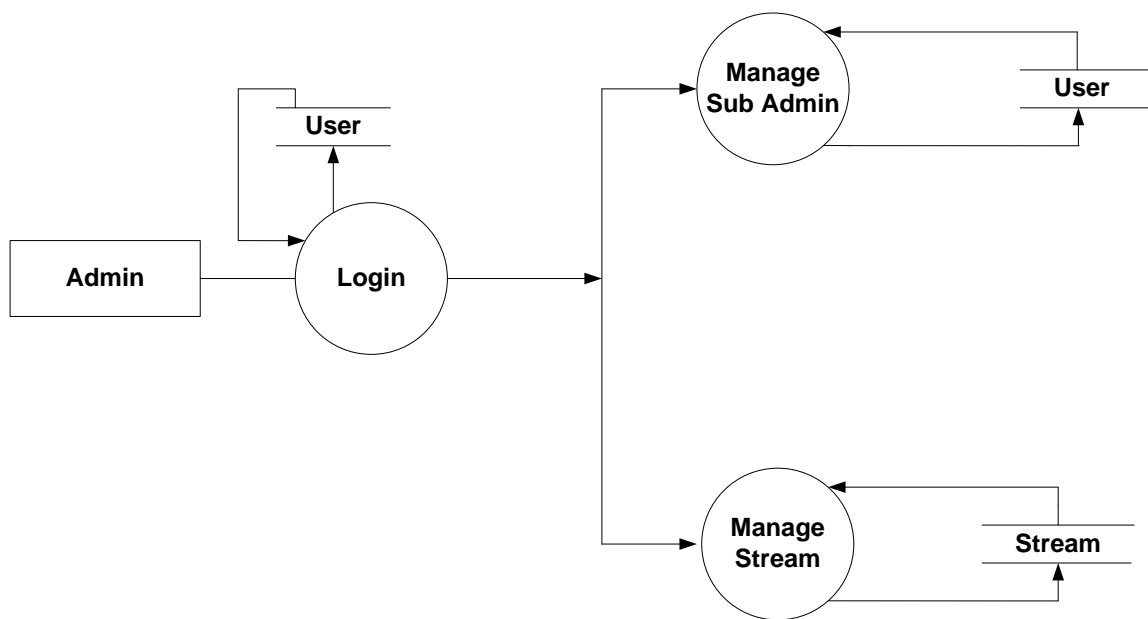 Manage
Sub Admin
User
User
Admin
Login
Manage
Stream
Stream